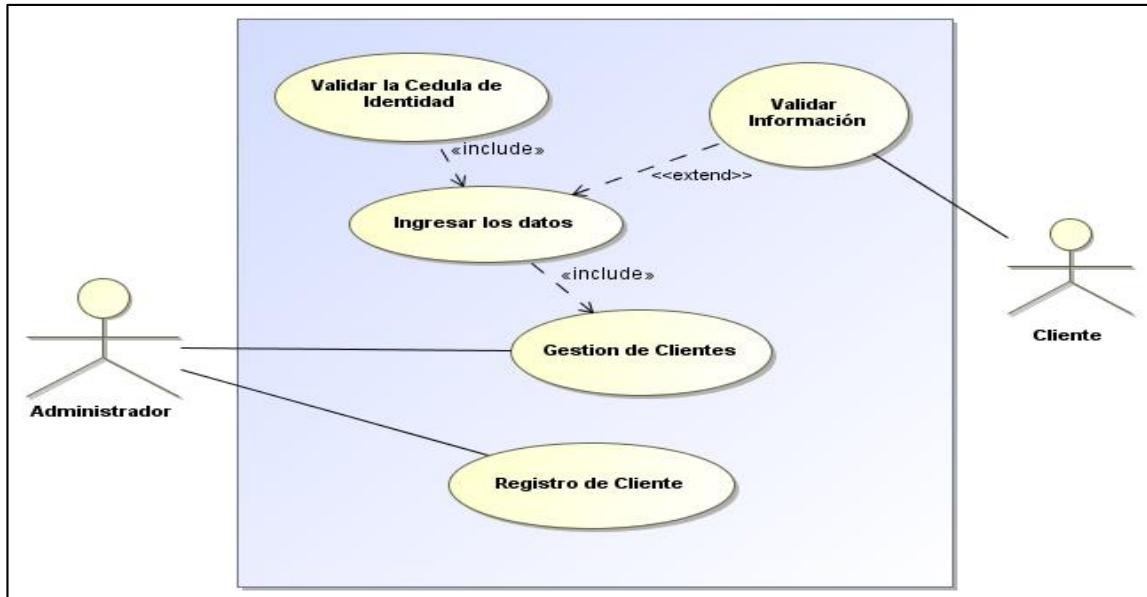 Validar la Cedula de
Identidad
Validar
Información
«include»
<<extend>>
Ingresar los datos
«include»
Gestion de Clientes
Cliente
Administrador
Registro de Cliente